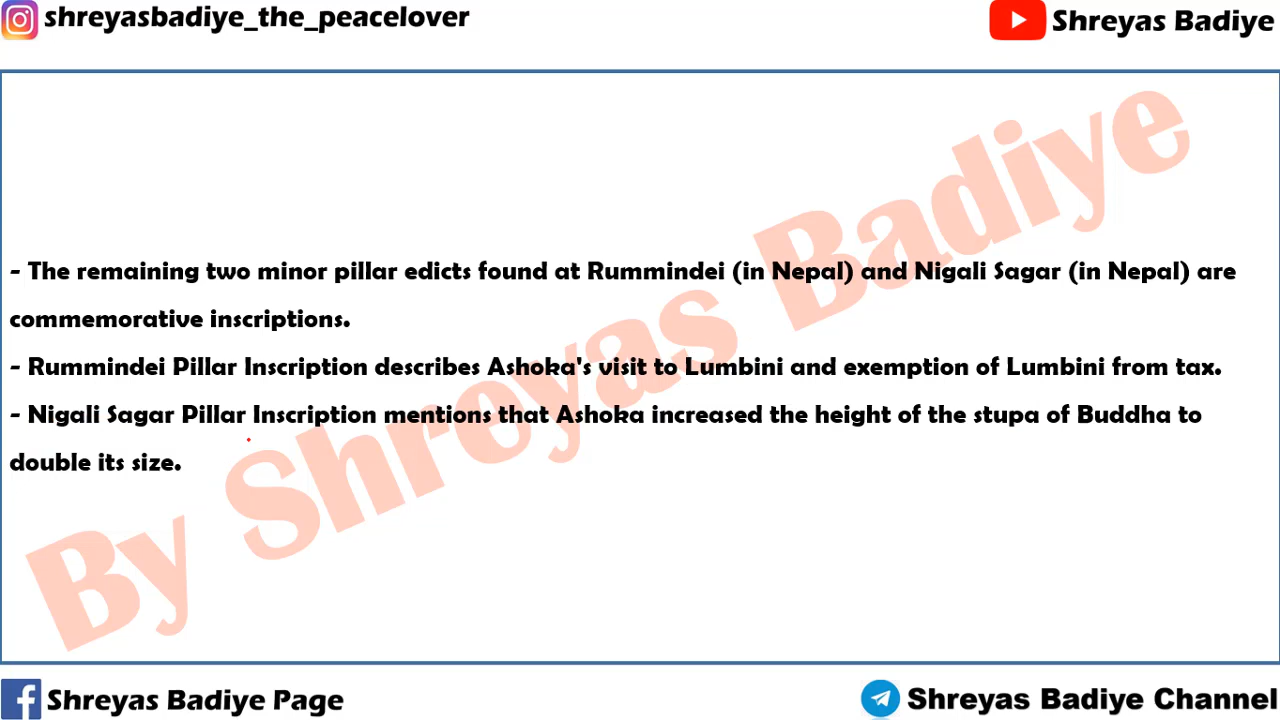 shreyasbadiye_the_peacelover
Shreyas Badiye
- The remaining two minor pillar edicts found at Rummindei (in Nepal) and Nigali Sagar (in Nepal) are
commemorative inscriptions.
- Rummindei Pillar Inscription describes Ashoka's visit to Lumbini and exemption of Lumbini from tax.
- Nigali Sagar Pillar Inscription mentions that Ashoka increased the height of the stupa of Buddha to
double its size.
By Shreyas Badiye
Shreyas Badiye Page
Shreyas Badiye Channel